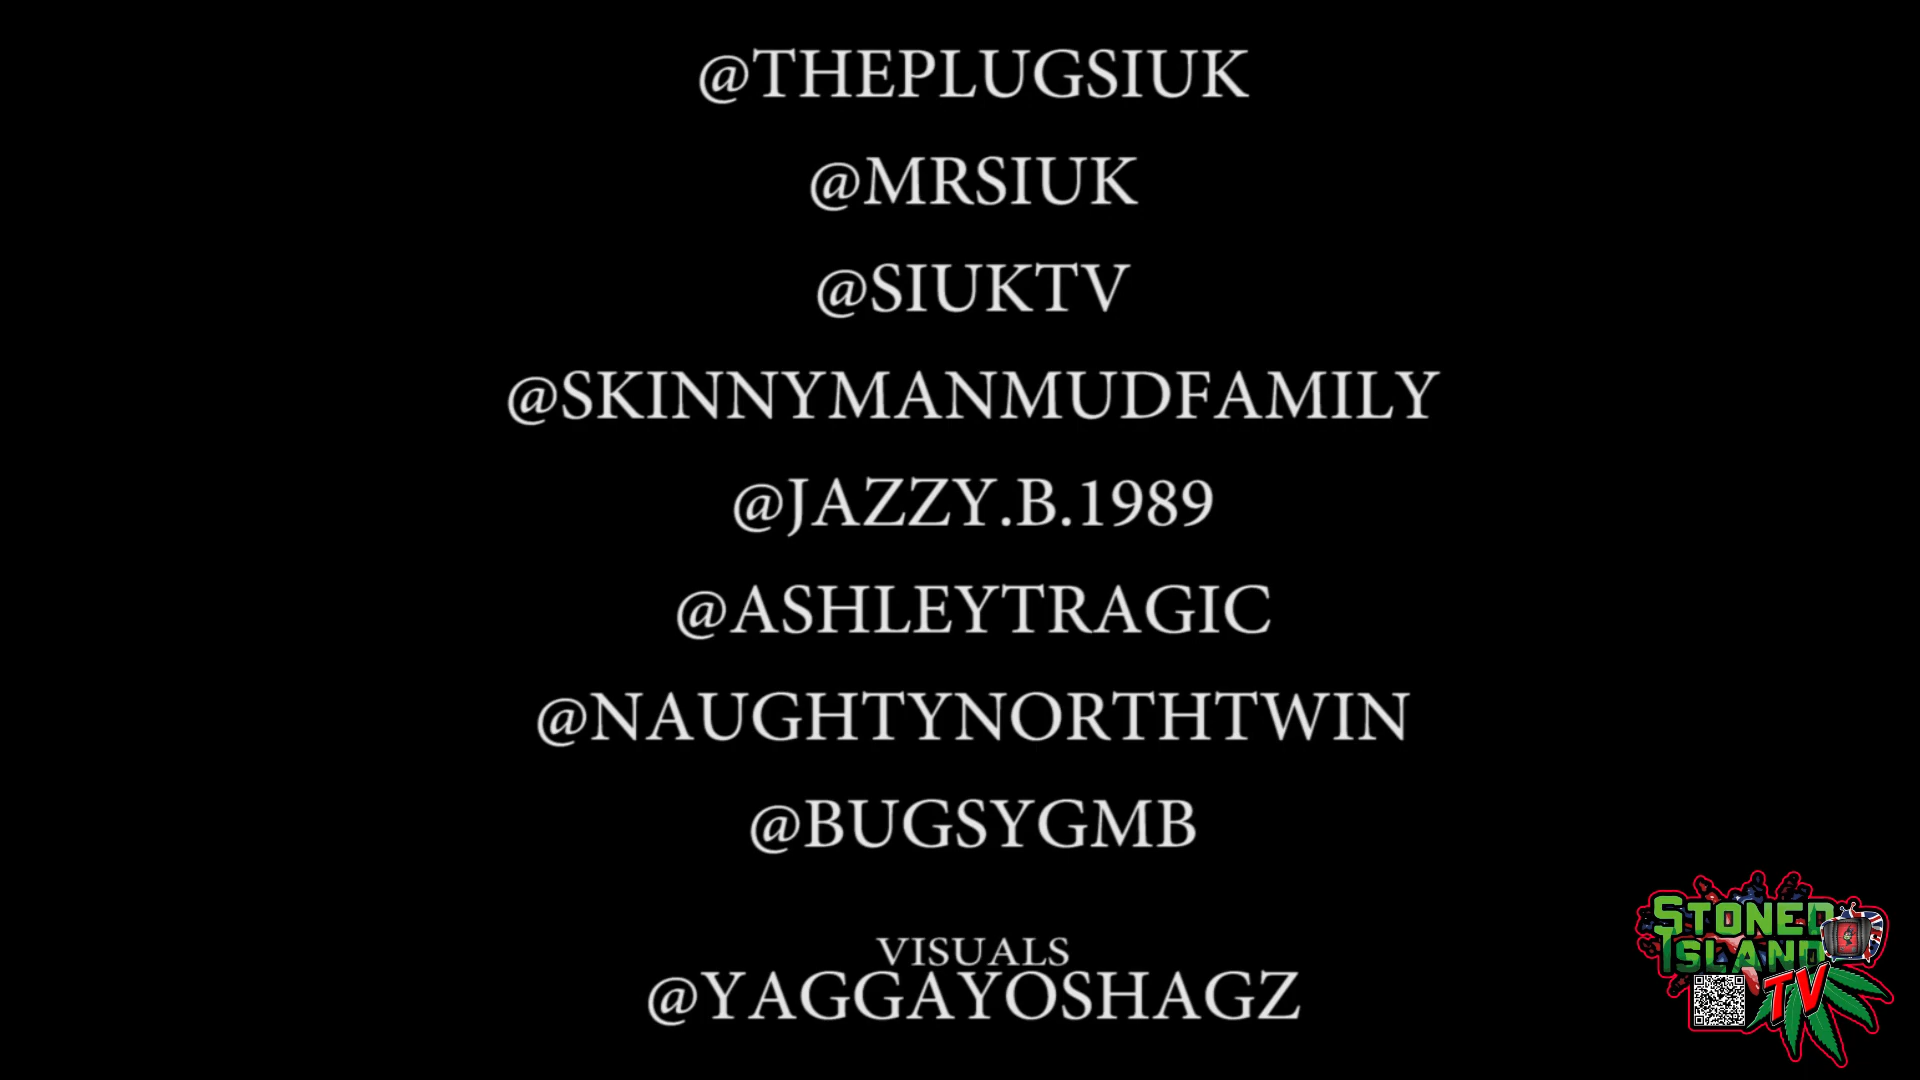 @THEPLUGSIUK
@MRSIUK
@SIUKTV
@SKINNYMANMUDFAMILY
@JAZZY.B.1989
@ASHLEYTRAGIC
@NAUGHTYNORTHTWIN
@BUGSYGMB
VISUALS
@YAGGAYOSHAGZ
STONED
ISLAND
TV